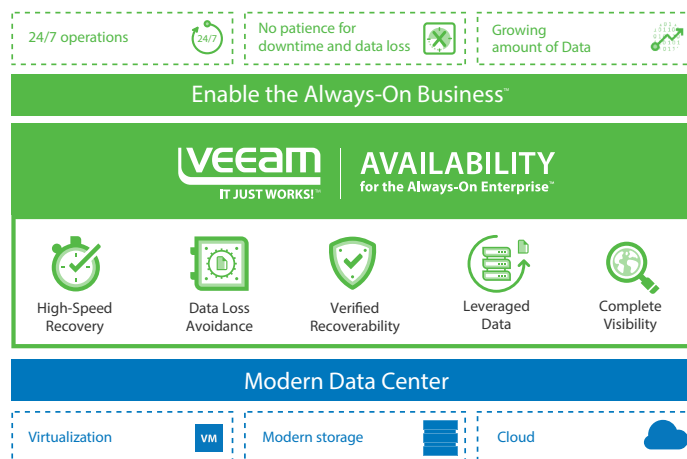 24/7 operations
24/7
No patience for
downtime and data loss
Growing
amount of Data
Enable the Always-On Business™
veeam
IT JUST WORKS!™
AVAILABILITY
for the Always-On Enterprise™
High-Speed
Recovery
Data Loss
Avoidance
Verified
Recoverability
Leveraged
Data
Complete
Visibility
Modern Data Center
Virtualization
VM
Modern storage
Cloud